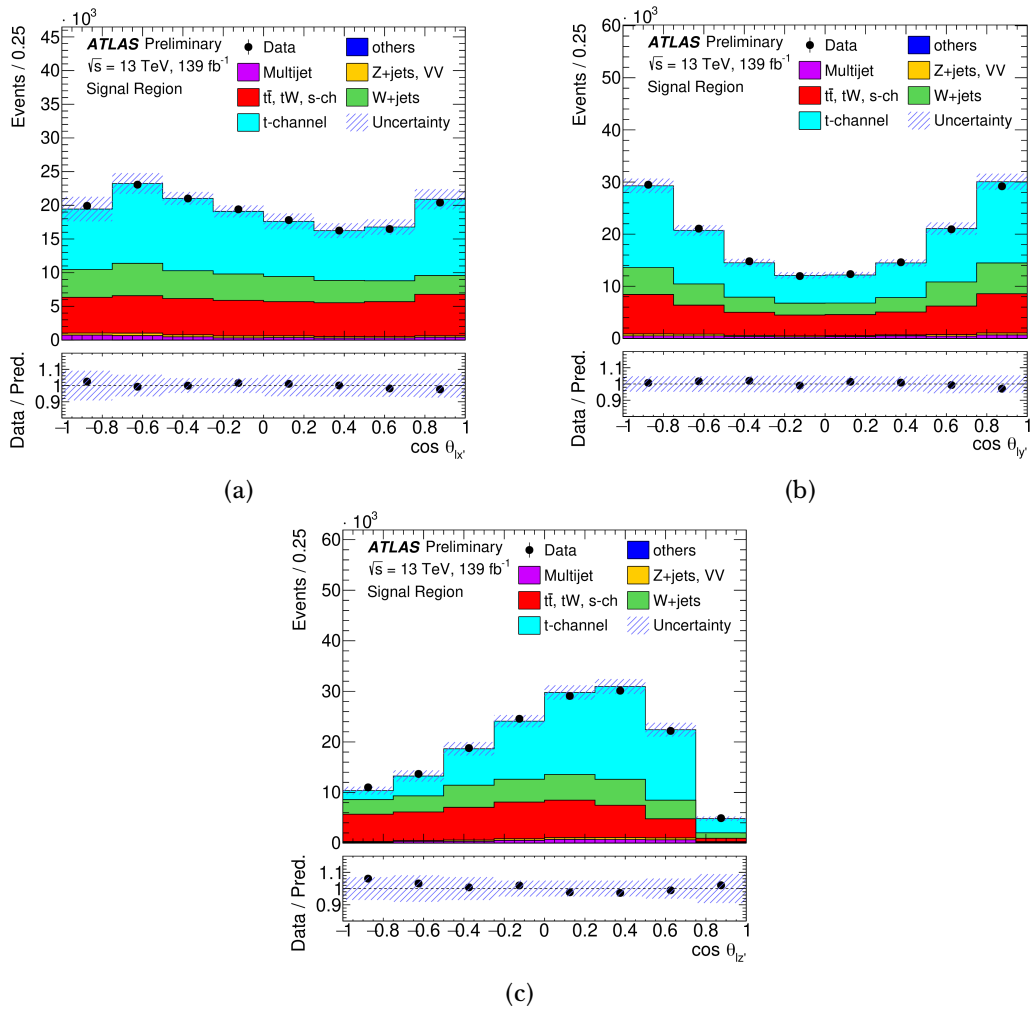 · 10³
Events / 0.25
45
40
35
30
25
20
15
10
5
0
ATLAS Preliminary
√s = 13 TeV, 139 fb⁻¹
Signal Region
Data
Multijet
tt̄, tW, s-ch
t-channel
others
Z+jets, VV
W+jets
Uncertainty
Data / Pred.
1.1
1
0.9
−1 −0.8 −0.6 −0.4 −0.2 0 0.2 0.4 0.6 0.8 1
cos θlx'
(a)
· 10³
Events / 0.25
60
50
40
30
20
10
0
ATLAS Preliminary
√s = 13 TeV, 139 fb⁻¹
Signal Region
Data
Multijet
tt̄, tW, s-ch
t-channel
others
Z+jets, VV
W+jets
Uncertainty
Data / Pred.
1.1
1
0.9
−1 −0.8 −0.6 −0.4 −0.2 0 0.2 0.4 0.6 0.8 1
cos θly'
(b)
· 10³
Events / 0.25
60
50
40
30
20
10
0
ATLAS Preliminary
√s = 13 TeV, 139 fb⁻¹
Signal Region
Data
Multijet
tt̄, tW, s-ch
t-channel
others
Z+jets, VV
W+jets
Uncertainty
Data / Pred.
1.1
1
0.9
−1 −0.8 −0.6 −0.4 −0.2 0 0.2 0.4 0.6 0.8 1
cos θlz'
(c)